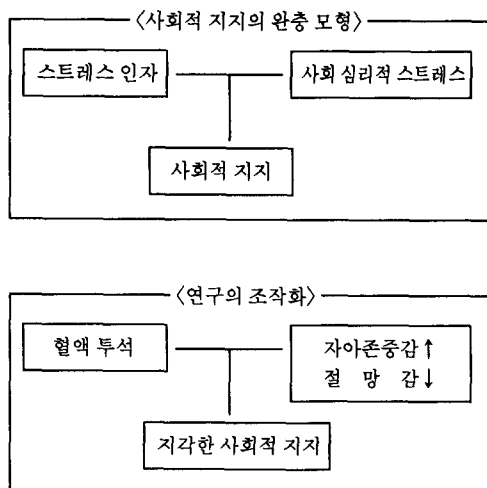 〈사회적 지지의 완충 모형〉
스트레스 인자
사회 심리적 스트레스
사회적 지지
〈연구의 조작화〉
혈액 투석
자아존중감↑
절 망 감↓
지각한 사회적 지지